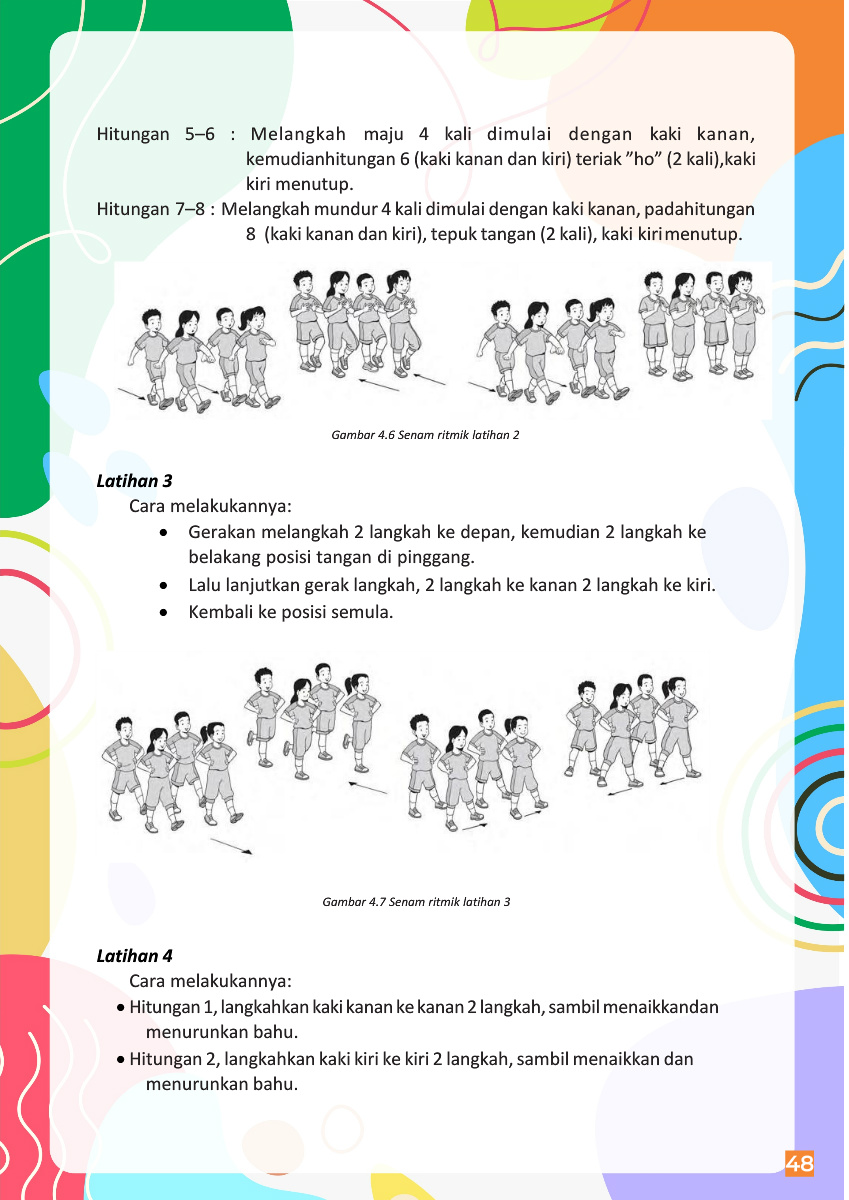 Hitungan 5–6 : Melangkah maju 4 kali dimulai dengan kaki kanan,
kemudianhitungan 6 (kaki kanan dan kiri) teriak ”ho” (2 kali),kaki
kiri menutup.
Hitungan 7–8 : Melangkah mundur 4 kali dimulai dengan kaki kanan, padahitungan
8 (kaki kanan dan kiri), tepuk tangan (2 kali), kaki kiri menutup.
Gambar 4.6 Senam ritmik latihan 2
Latihan 3
Cara melakukannya:
• Gerakan melangkah 2 langkah ke depan, kemudian 2 langkah ke
belakang posisi tangan di pinggang.
• Lalu lanjutkan gerak langkah, 2 langkah ke kanan 2 langkah ke kiri.
• Kembali ke posisi semula.
Gambar 4.7 Senam ritmik latihan 3
Latihan 4
Cara melakukannya:
• Hitungan 1, langkahkan kaki kanan ke kanan 2 langkah, sambil menaikkandan
menurunkan bahu.
• Hitungan 2, langkahkan kaki kiri ke kiri 2 langkah, sambil menaikkan dan
menurunkan bahu.
48